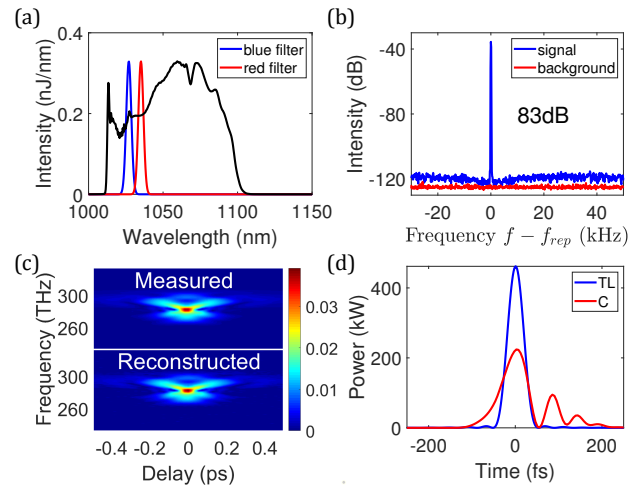 (a)
0.4
0.2
0
Intensity (nJ/nm)
blue filter
red filter
1000
1050
1100
1150
Wavelength (nm)
(b)
-40
-80
-120
Intensity (dB)
signal
background
83dB
-20
0
20
40
Frequency f − f_rep (kHz)
(c)
Measured
Reconstructed
300
260
300
260
Frequency (THz)
-0.4
-0.2
0
0.2
0.4
Delay (ps)
0.03
0.02
0.01
0
(d)
400
200
0
Power (kW)
TL
C
-200
0
200
Time (fs)